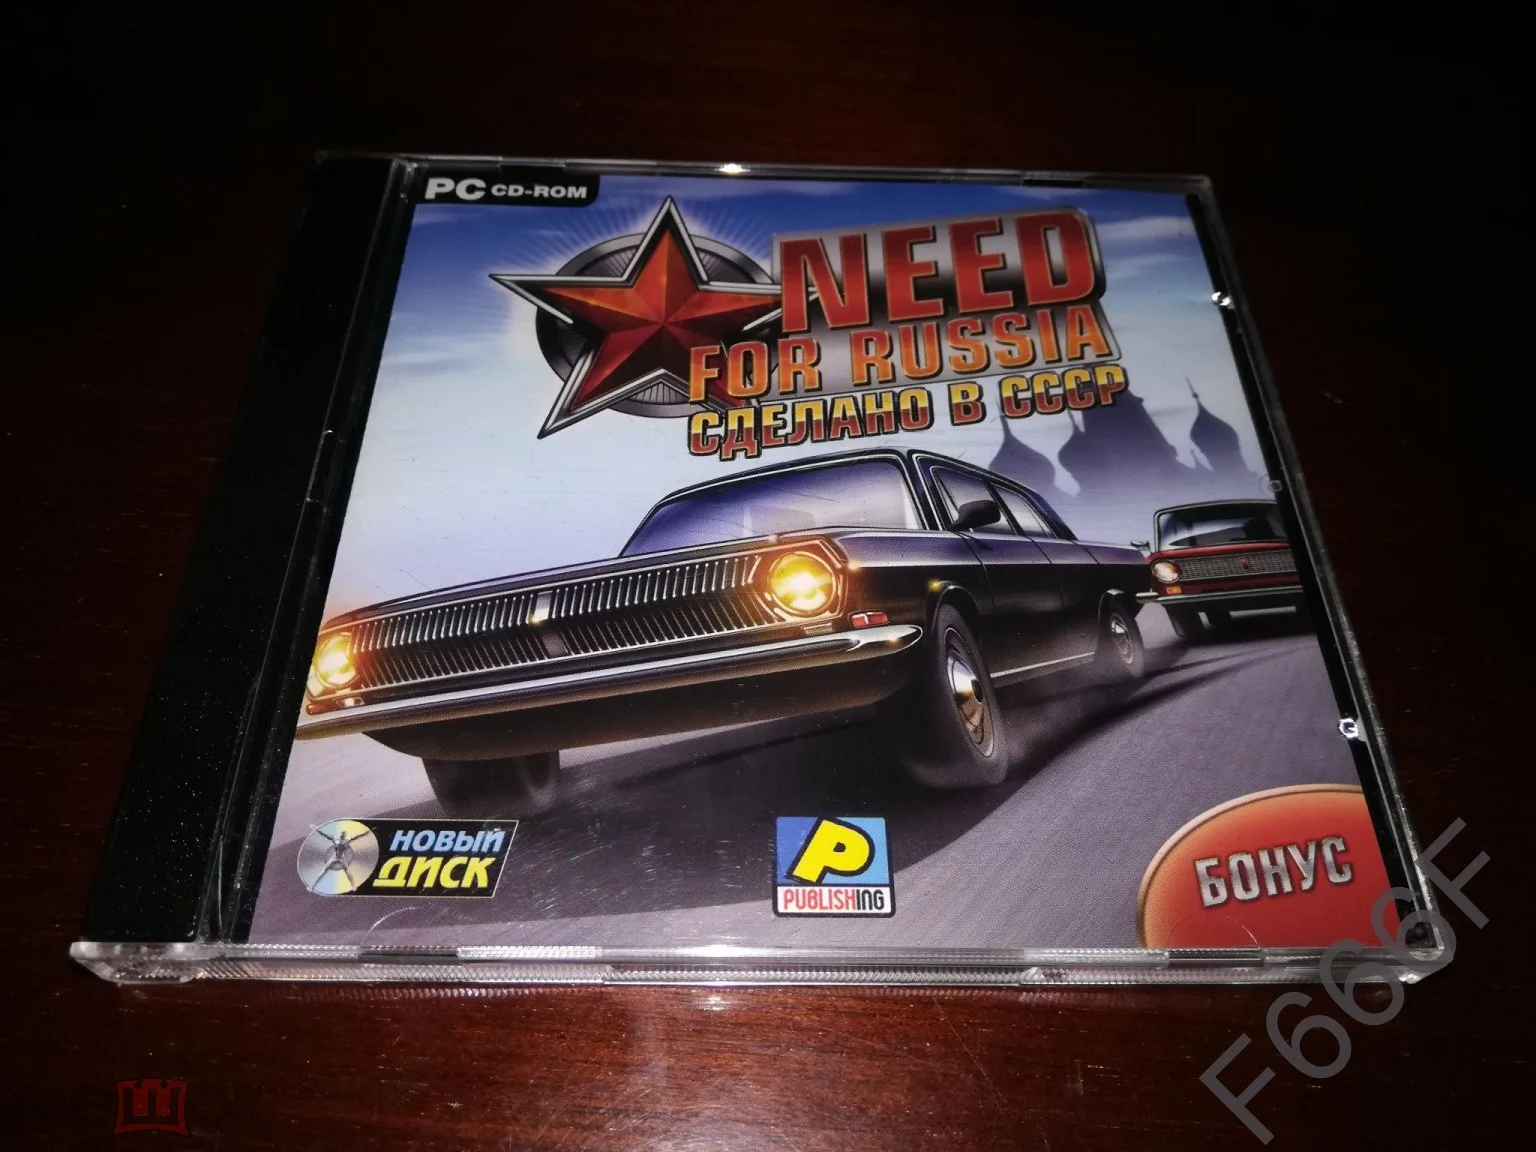 PC CD-ROM
NEED
FOR RUSSIA
СДЕЛАНО В СССР
НОВЫЙ
ДИСК
P
PUBLISHING
БОНУС
F666F